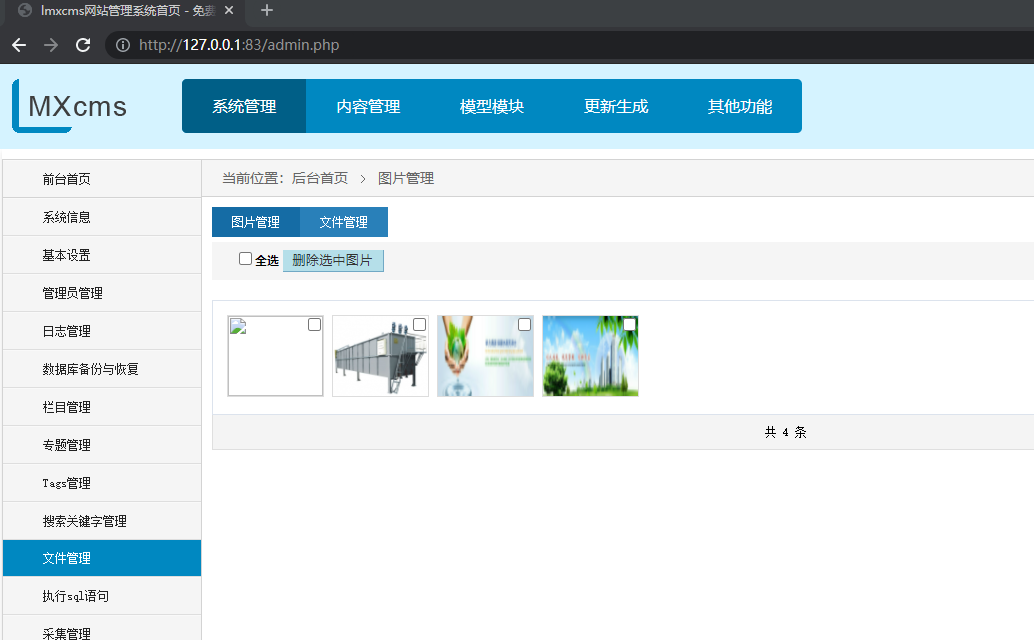 lmxcms网站管理系统首页 - 免费
http://127.0.0.1:83/admin.php
MXcms
系统管理 内容管理 模型模块 更新生成 其他功能
前台首页
系统信息
基本设置
管理员管理
日志管理
数据库备份与恢复
栏目管理
专题管理
Tags管理
搜索关键字管理
文件管理
执行sql语句
采集管理
当前位置：后台首页 > 图片管理
图片管理 文件管理
全选 删除选中图片
共 4 条